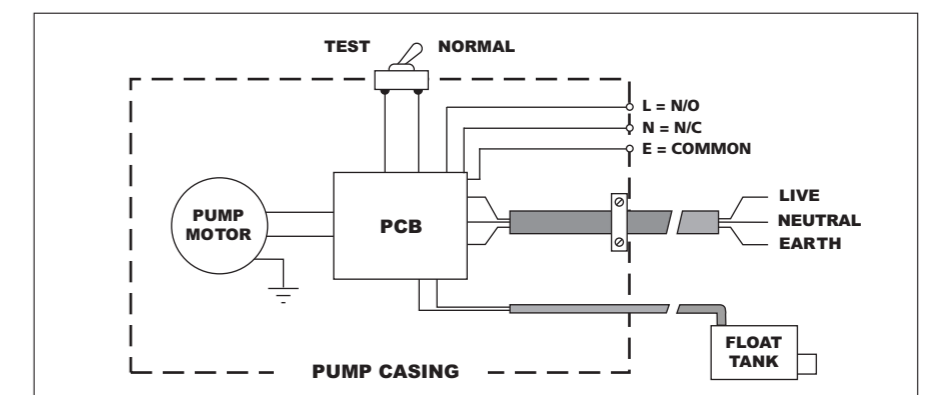 TEST NORMAL
L = N/O
N = N/C
E = COMMON
PUMP
MOTOR
PCB
LIVE
NEUTRAL
EARTH
FLOAT
TANK
PUMP CASING